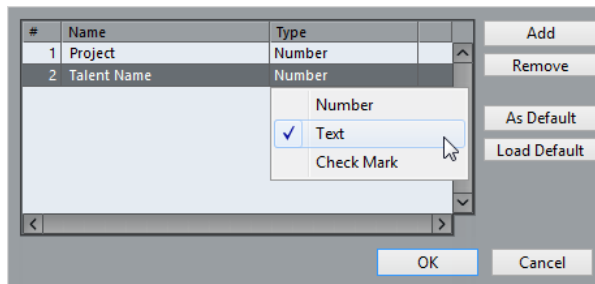 # Name Type
1 Project Number
2 Talent Name Number
Number
Text
Check Mark
Add
Remove
As Default
Load Default
OK Cancel